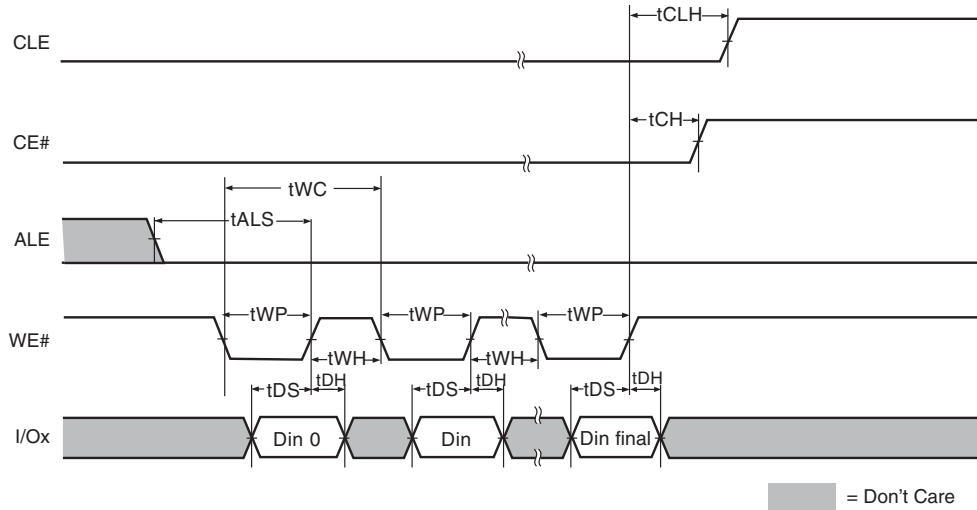 tCLH
CLE
tCH
CE#
tWC
tALS
ALE
tWP tWP tWP
WE#
tWH tWH
tDS tDH tDS tDH tDS tDH
I/Ox Din 0 Din Din final
= Don't Care